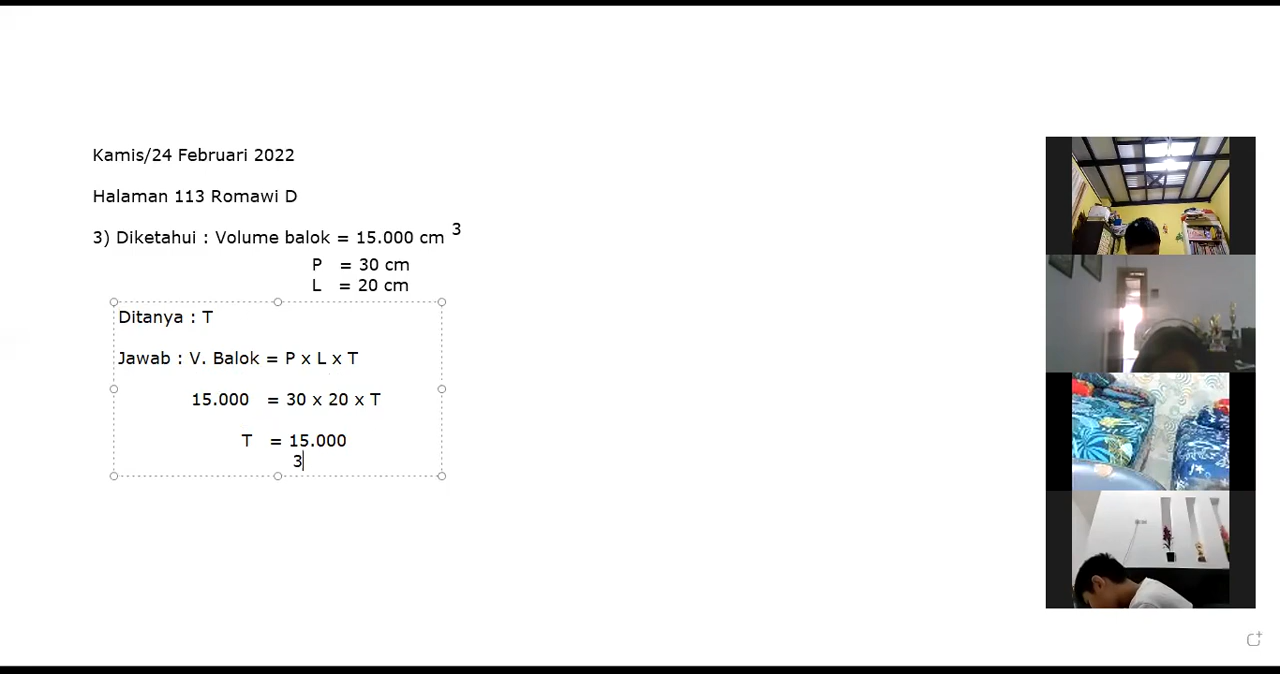 Kamis/24 Februari 2022
Halaman 113 Romawi D
3) Diketahui : Volume balok = 15.000 cm ³
P = 30 cm
L = 20 cm
Ditanya : T
Jawab : V. Balok = P x L x T
15.000 = 30 x 20 x T
T = 15.000
3